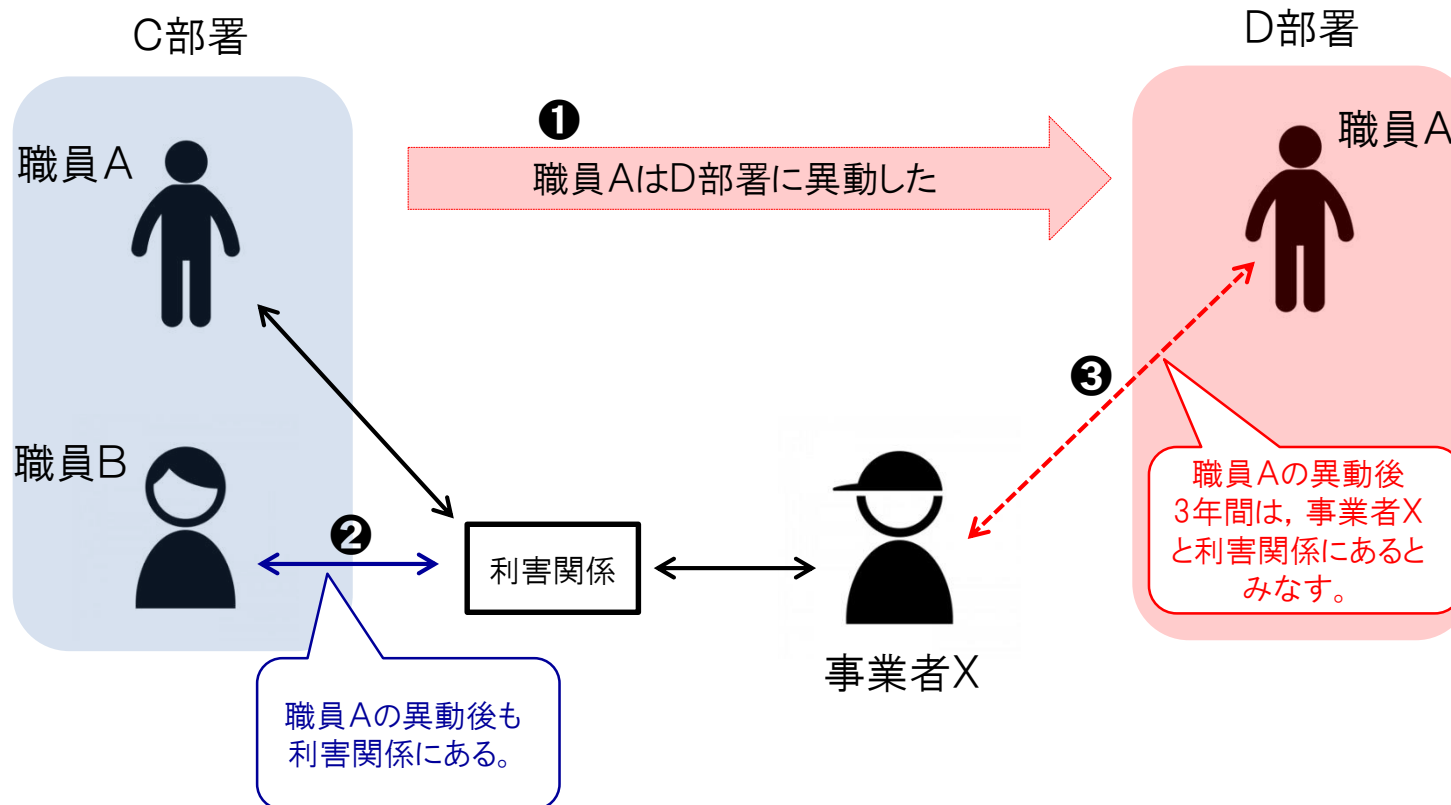 C部署
D部署
❶
職員AはD部署に異動した
職員A
職員A
❸
職員B
❷
利害関係
職員Aの異動後
3年間は，事業者X
と利害関係にあると
みなす。
事業者X
職員Aの異動後も
利害関係にある。